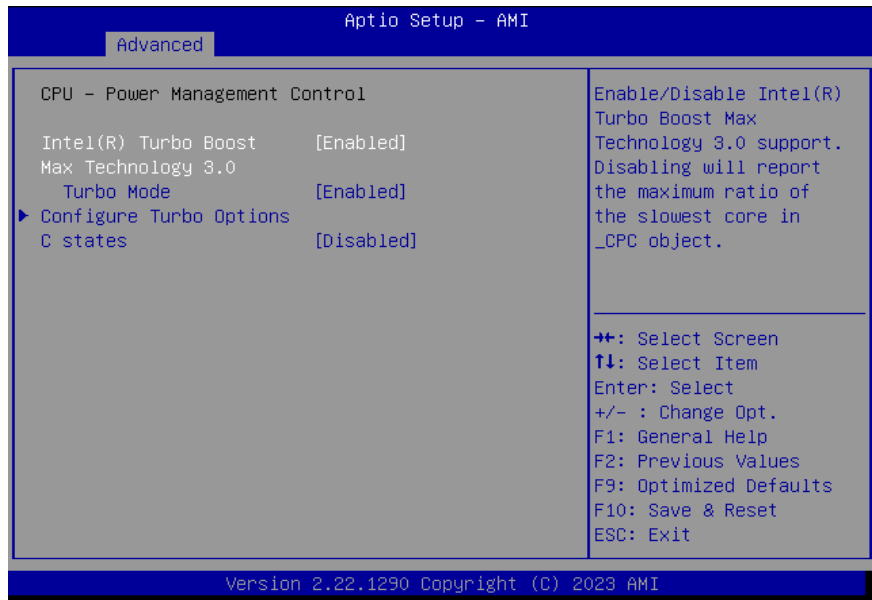 Aptio Setup – AMI
Advanced
CPU – Power Management Control
Intel(R) Turbo Boost [Enabled]
Max Technology 3.0
Turbo Mode [Enabled]
▶ Configure Turbo Options
C states [Disabled]
Enable/Disable Intel(R)
Turbo Boost Max
Technology 3.0 support.
Disabling will report
the maximum ratio of
the slowest core in
_CPC object.
→←: Select Screen
↑↓: Select Item
Enter: Select
+/- : Change Opt.
F1: General Help
F2: Previous Values
F9: Optimized Defaults
F10: Save & Reset
ESC: Exit
Version 2.22.1290 Copyright (C) 2023 AMI